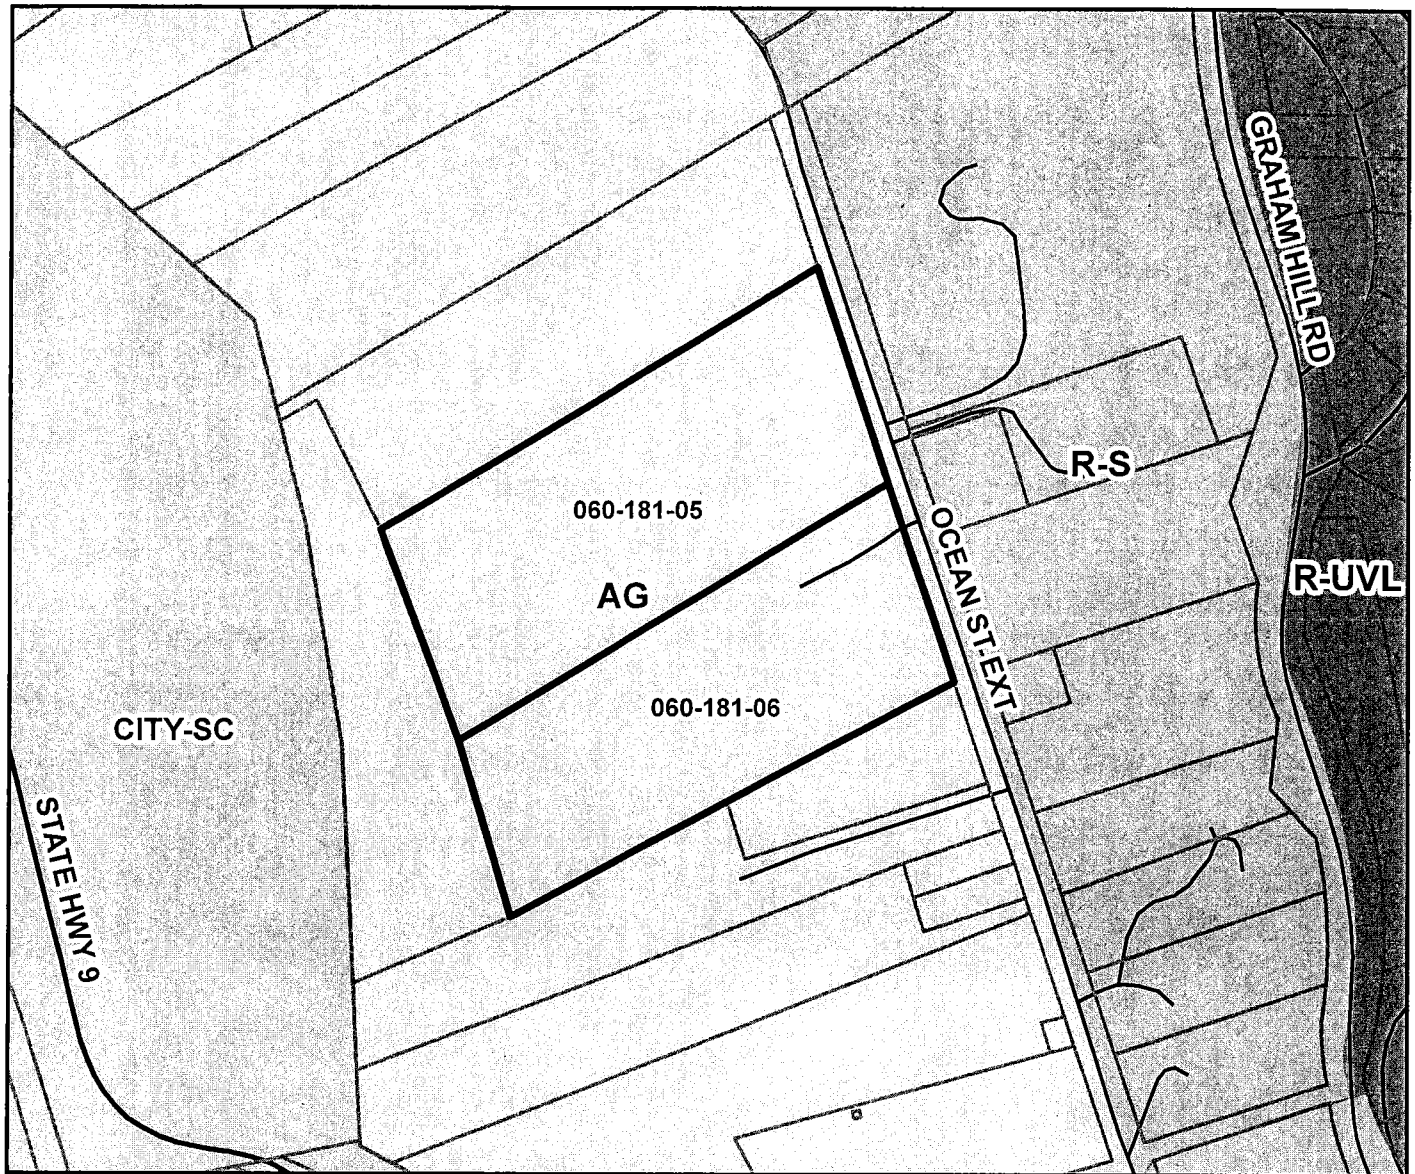 GRAHAM HILL RD
R-S
060-181-05
OCEAN ST EXT
R-UVL
AG
060-181-06
CITY-SC
STATE HWY 9